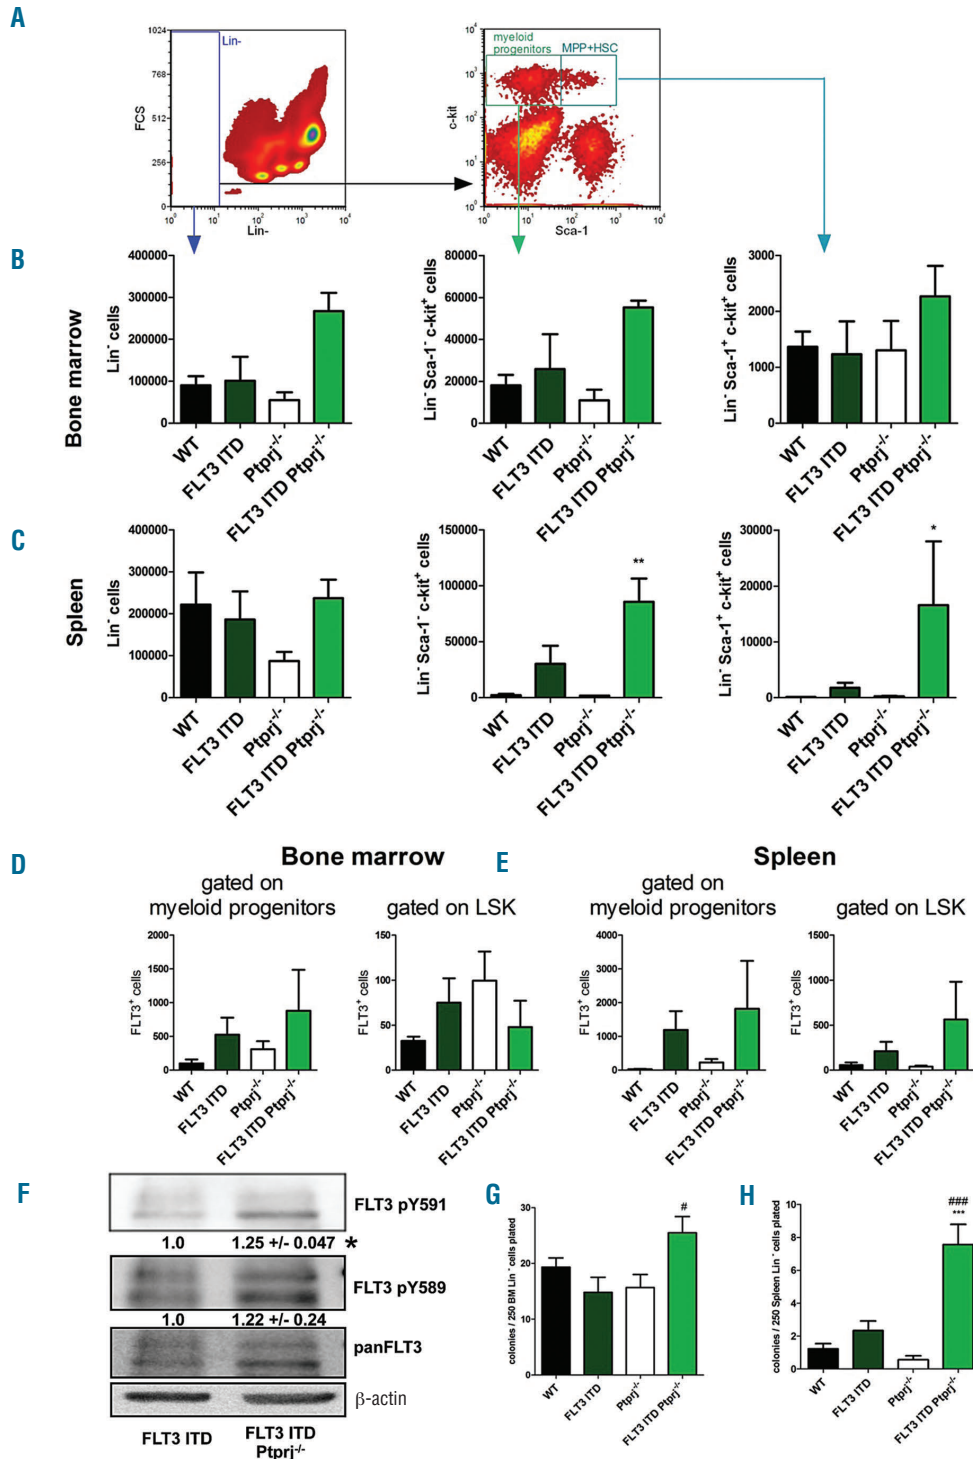 A
1024
768
512
256
0
FCS
Lin-
10⁰ 10¹ 10² 10³ 10⁴
Lin-
myeloid
progenitors
MPP+HSC
10⁴
10³
10²
10¹
10⁰
c-kit
10⁰ 10¹ 10² 10³ 10⁴
Sca-1
B
Bone marrow
400000
300000
200000
100000
0
Lin⁻ cells
WT
FLT3 ITD
Ptprj⁻/⁻
FLT3 ITD Ptprj⁻/⁻
80000
60000
40000
20000
0
Lin⁻ Sca-1⁻ c-kit⁺ cells
WT
FLT3 ITD
Ptprj⁻/⁻
FLT3 ITD Ptprj⁻/⁻
3000
2000
1000
0
Lin⁻ Sca-1⁺ c-kit⁺ cells
WT
FLT3 ITD
Ptprj⁻/⁻
FLT3 ITD Ptprj⁻/⁻
C
Spleen
400000
300000
200000
100000
0
Lin⁻ cells
WT
FLT3 ITD
Ptprj⁻/⁻
FLT3 ITD Ptprj⁻/⁻
150000
100000
50000
0
Lin⁻ Sca-1⁻ c-kit⁺ cells
**
WT
FLT3 ITD
Ptprj⁻/⁻
FLT3 ITD Ptprj⁻/⁻
30000
20000
10000
0
Lin⁻ Sca-1⁺ c-kit⁺ cells
*
WT
FLT3 ITD
Ptprj⁻/⁻
FLT3 ITD Ptprj⁻/⁻
D
Bone marrow
gated on
myeloid progenitors
2000
1500
1000
500
0
FLT3⁺ cells
WT
FLT3 ITD
Ptprj⁻/⁻
FLT3 ITD Ptprj⁻/⁻
gated on LSK
150
100
50
0
FLT3⁺ cells
WT
FLT3 ITD
Ptprj⁻/⁻
FLT3 ITD Ptprj⁻/⁻
E
Spleen
gated on
myeloid progenitors
4000
3000
2000
1000
0
FLT3⁺ cells
WT
FLT3 ITD
Ptprj⁻/⁻
FLT3 ITD Ptprj⁻/⁻
gated on LSK
1500
1000
500
0
FLT3⁺ cells
WT
FLT3 ITD
Ptprj⁻/⁻
FLT3 ITD Ptprj⁻/⁻
F
FLT3 pY591
1.0 1.25 +/- 0.047 *
FLT3 pY589
1.0 1.22 +/- 0.24
panFLT3
β-actin
FLT3 ITD
FLT3 ITD
Ptprj⁻/⁻
G
30
20
10
0
colonies / 250 BM Lin⁻ cells plated
#
WT
FLT3 ITD
Ptprj⁻/⁻
FLT3 ITD Ptprj⁻/⁻
H
10
8
6
4
2
0
colonies / 250 Spleen Lin⁻ cells plated
###
***
WT
FLT3 ITD
Ptprj⁻/⁻
FLT3 ITD Ptprj⁻/⁻